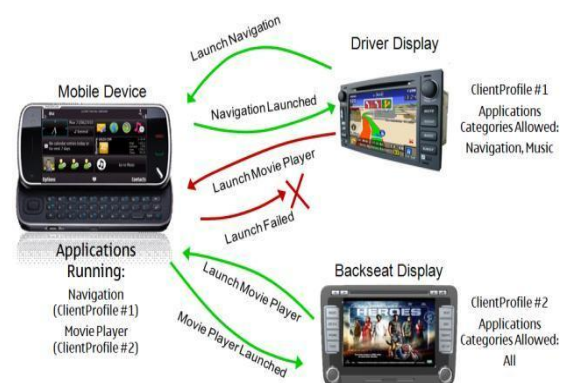 Launch Navigation
Driver Display
Mobile Device
Navigation Launched
ClientProfile #1
Applications
Categories Allowed:
Navigation, Music
Launch Movie Player
Launch Failed
Applications
Running:
Navigation
(ClientProfile #1)
Movie Player
(ClientProfile #2)
Launch Movie Player
Movie Player Launched
Backseat Display
HEROES
ClientProfile #2
Applications
Categories Allowed:
All